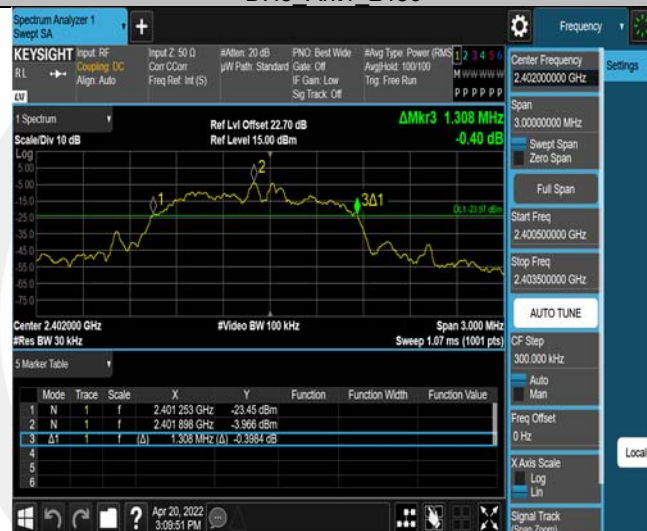 Spectrum Analyzer 1
Swept SA
+
Frequency
KEYSIGHT Input: RF Input Z: 50 Ω #Atten: 20 dB PNO: Best Wide #Avg Type: Power (RMS 1 2 3 4 5 6
RL Coupling: DC Corr CCorr µW Path: Standard Gate: Off Avg|Hold: 100/100 M W W W W W
Align: Auto Freq Ref: Int (S) IF Gain: Low Trig: Free Run
Sig Track: Off P P P P P P
1 Spectrum
Scale/Div 10 dB
Ref Lvl Offset 22.70 dB
Ref Level 15.00 dBm
ΔMkr3 1.308 MHz
-0.40 dB
Log
5.00
-5.00
-15.0
-25.0
-35.0
-45.0
-55.0
-65.0
-75.0
1
2
3Δ1
DL1 -23.97 dBm
Center 2.402000 GHz #Video BW 100 kHz Span 3.000 MHz
#Res BW 30 kHz Sweep 1.07 ms (1001 pts)
5 Marker Table
Mode Trace Scale X Y Function Function Width Function Value
1 N 1 f 2.401 253 GHz -23.45 dBm
2 N 1 f 2.401 898 GHz -3.966 dBm
3 Δ1 1 f (Δ) 1.308 MHz (Δ) -0.3984 dB
4
5
6
Apr 20, 2022
3:09:51 PM
Center Frequency
2.402000000 GHz
Settings
Span
3.00000000 MHz
Swept Span
Zero Span
Full Span
Start Freq
2.400500000 GHz
Stop Freq
2.403500000 GHz
AUTO TUNE
CF Step
300.000 kHz
Auto
Man
Freq Offset
0 Hz
X Axis Scale
Log
Lin
Local
Signal Track
(Span Zoom)